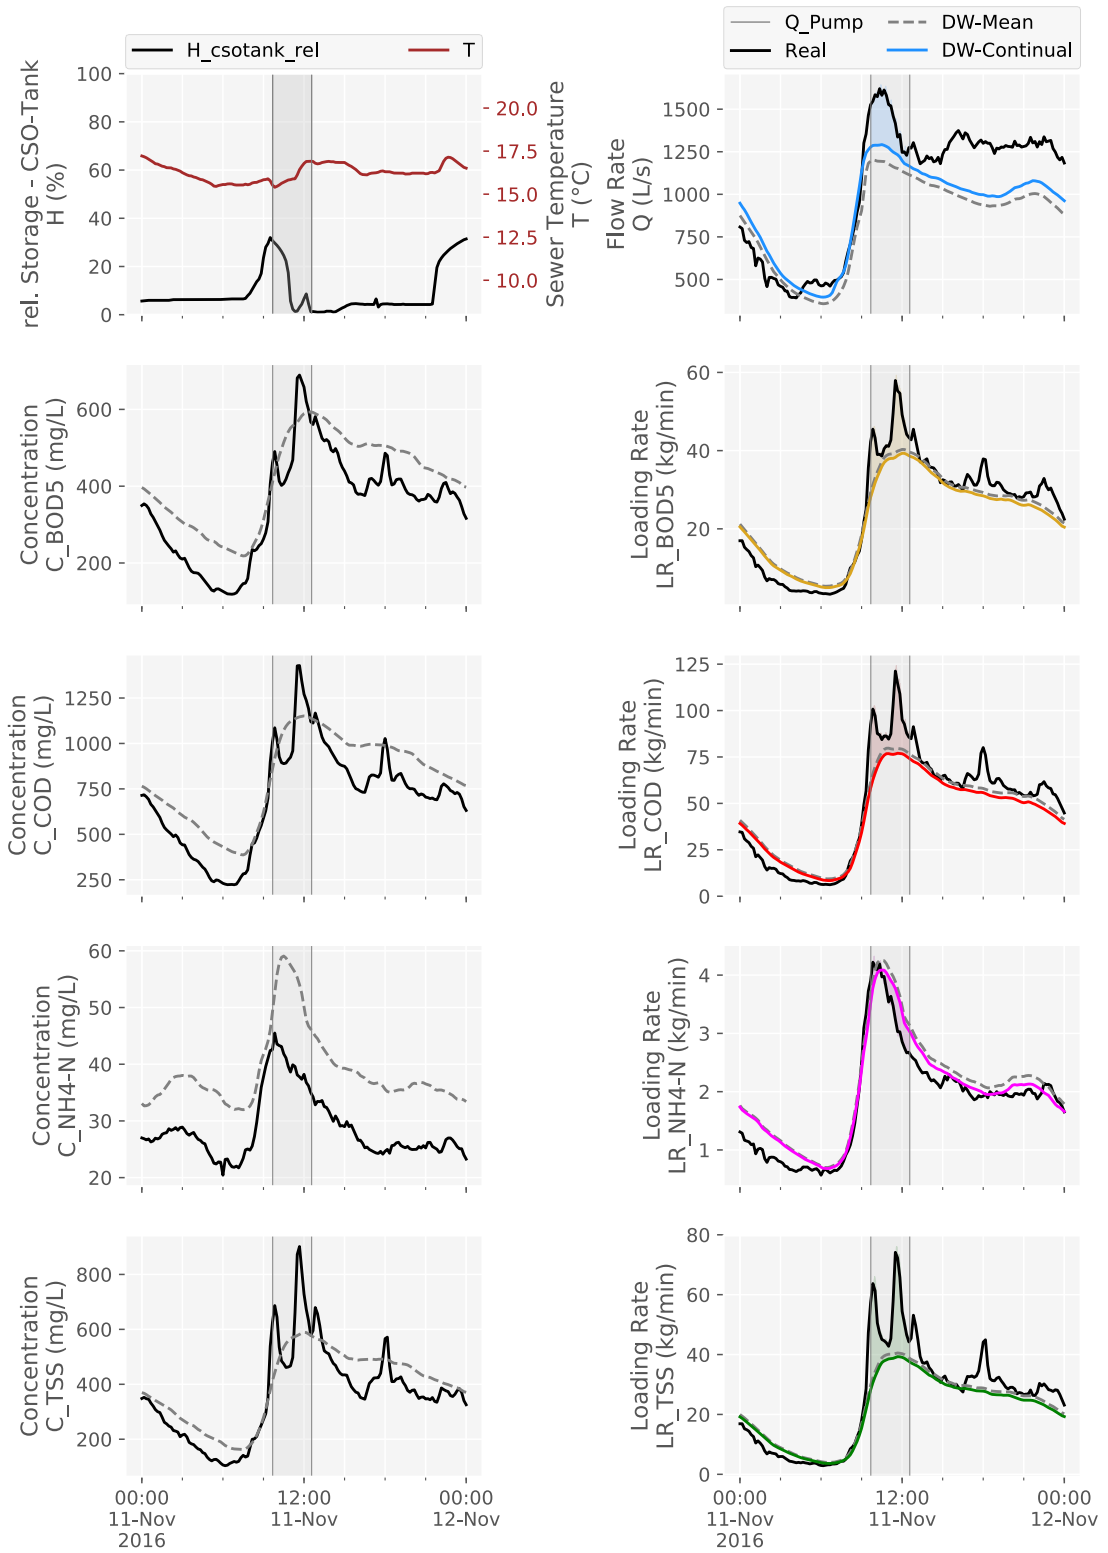 H_csotank_rel
T
Q_Pump
DW-Mean
Real
DW-Continual
rel. Storage - CSO-Tank
H (%)
100
80
60
40
20
0
20.0
17.5
15.0
12.5
10.0
Sewer Temperature
T (°C)
Flow Rate
Q (L/s)
1500
1250
1000
750
500
Concentration
C_BOD5 (mg/L)
600
400
200
Loading Rate
LR_BOD5 (kg/min)
60
40
20
Concentration
C_COD (mg/L)
1250
1000
750
500
250
Loading Rate
LR_COD (kg/min)
125
100
75
50
25
0
Concentration
C_NH4-N (mg/L)
60
50
40
30
20
Loading Rate
LR_NH4-N (kg/min)
4
3
2
1
Concentration
C_TSS (mg/L)
800
600
400
200
Loading Rate
LR_TSS (kg/min)
80
60
40
20
0
00:00
11-Nov
2016
12:00
11-Nov
00:00
12-Nov
00:00
11-Nov
2016
12:00
11-Nov
00:00
12-Nov